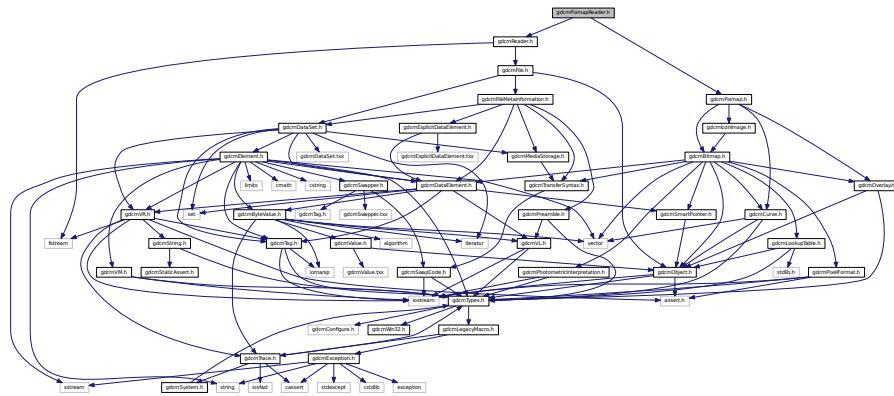 gdcmPixmapReader.h
gdcmReader.h
gdcmFile.h
gdcmFileMetaInformation.h
gdcmPixmap.h
gdcmDataSet.h
gdcmExplicitDataElement.h
gdcmIconImage.h
gdcmElement.h
gdcmDataSet.txx
gdcmExplicitDataElement.txx
gdcmMediaStorage.h
gdcmBitmap.h
limits
cmath
cstring
gdcmSwapper.h
gdcmDataElement.h
gdcmTransferSyntax.h
gdcmOverlay.h
gdcmVR.h
set
gdcmByteValue.h
gdcmTag.h
gdcmSwapper.txx
gdcmPreamble.h
gdcmSmartPointer.h
gdcmCurve.h
fstream
gdcmString.h
gdcmTag.h
gdcmValue.h
algorithm
iterator
gdcmVL.h
vector
gdcmLookupTable.h
gdcmVM.h
gdcmStaticAssert.h
iomanip
gdcmValue.txx
gdcmSwapCode.h
gdcmPhotometricInterpretation.h
gdcmObject.h
stdlib.h
gdcmPixelFormat.h
iostream
gdcmTypes.h
assert.h
gdcmConfigure.h
gdcmWin32.h
gdcmLegacyMacro.h
gdcmTrace.h
gdcmException.h
sstream
gdcmSystem.h
string
iosfwd
cassert
stdexcept
cstdlib
exception